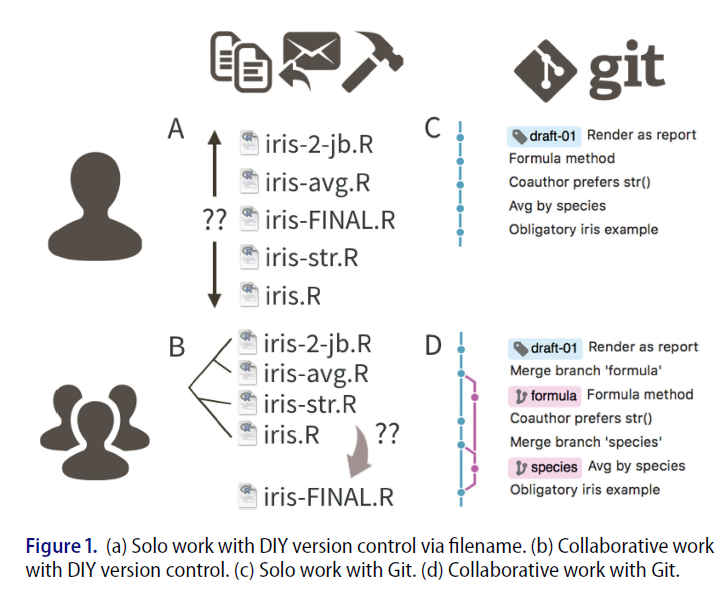 git
A
iris-2-jb.R
iris-avg.R
??
iris-FINAL.R
iris-str.R
iris.R
C
draft-01 Render as report
Formula method
Coauthor prefers str()
Avg by species
Obligatory iris example
B
iris-2-jb.R
iris-avg.R
iris-str.R
iris.R
??
iris-FINAL.R
D
draft-01 Render as report
Merge branch 'formula'
formula Formula method
Coauthor prefers str()
Merge branch 'species'
species Avg by species
Obligatory iris example
Figure 1. (a) Solo work with DIY version control via filename. (b) Collaborative work
with DIY version control. (c) Solo work with Git. (d) Collaborative work with Git.